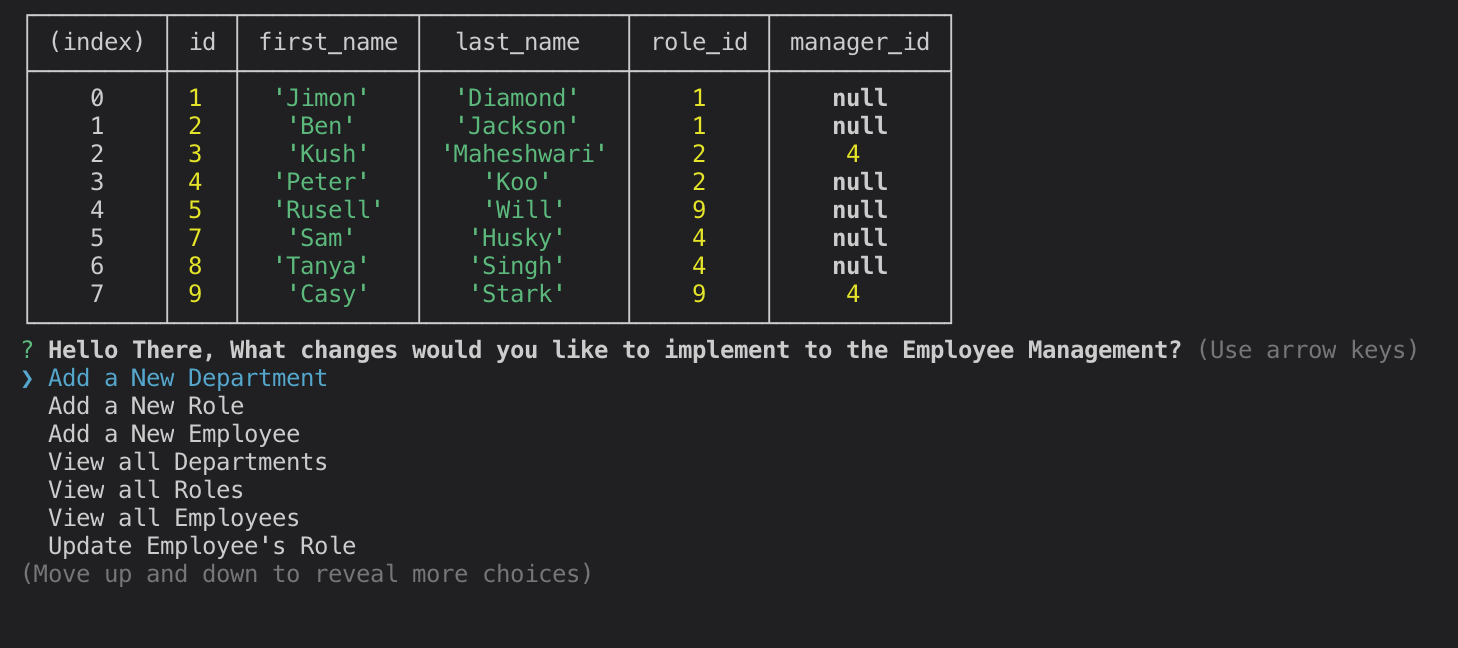 (index) id first_name last_name role_id manager_id
0 1 'Jimon' 'Diamond' 1 null
1 2 'Ben' 'Jackson' 1 null
2 3 'Kush' 'Maheshwari' 2 4
3 4 'Peter' 'Koo' 2 null
4 5 'Rusell' 'Will' 9 null
5 7 'Sam' 'Husky' 4 null
6 8 'Tanya' 'Singh' 4 null
7 9 'Casy' 'Stark' 9 4
? Hello There, What changes would you like to implement to the Employee Management? (Use arrow keys)
❯ Add a New Department
Add a New Role
Add a New Employee
View all Departments
View all Roles
View all Employees
Update Employee's Role
(Move up and down to reveal more choices)